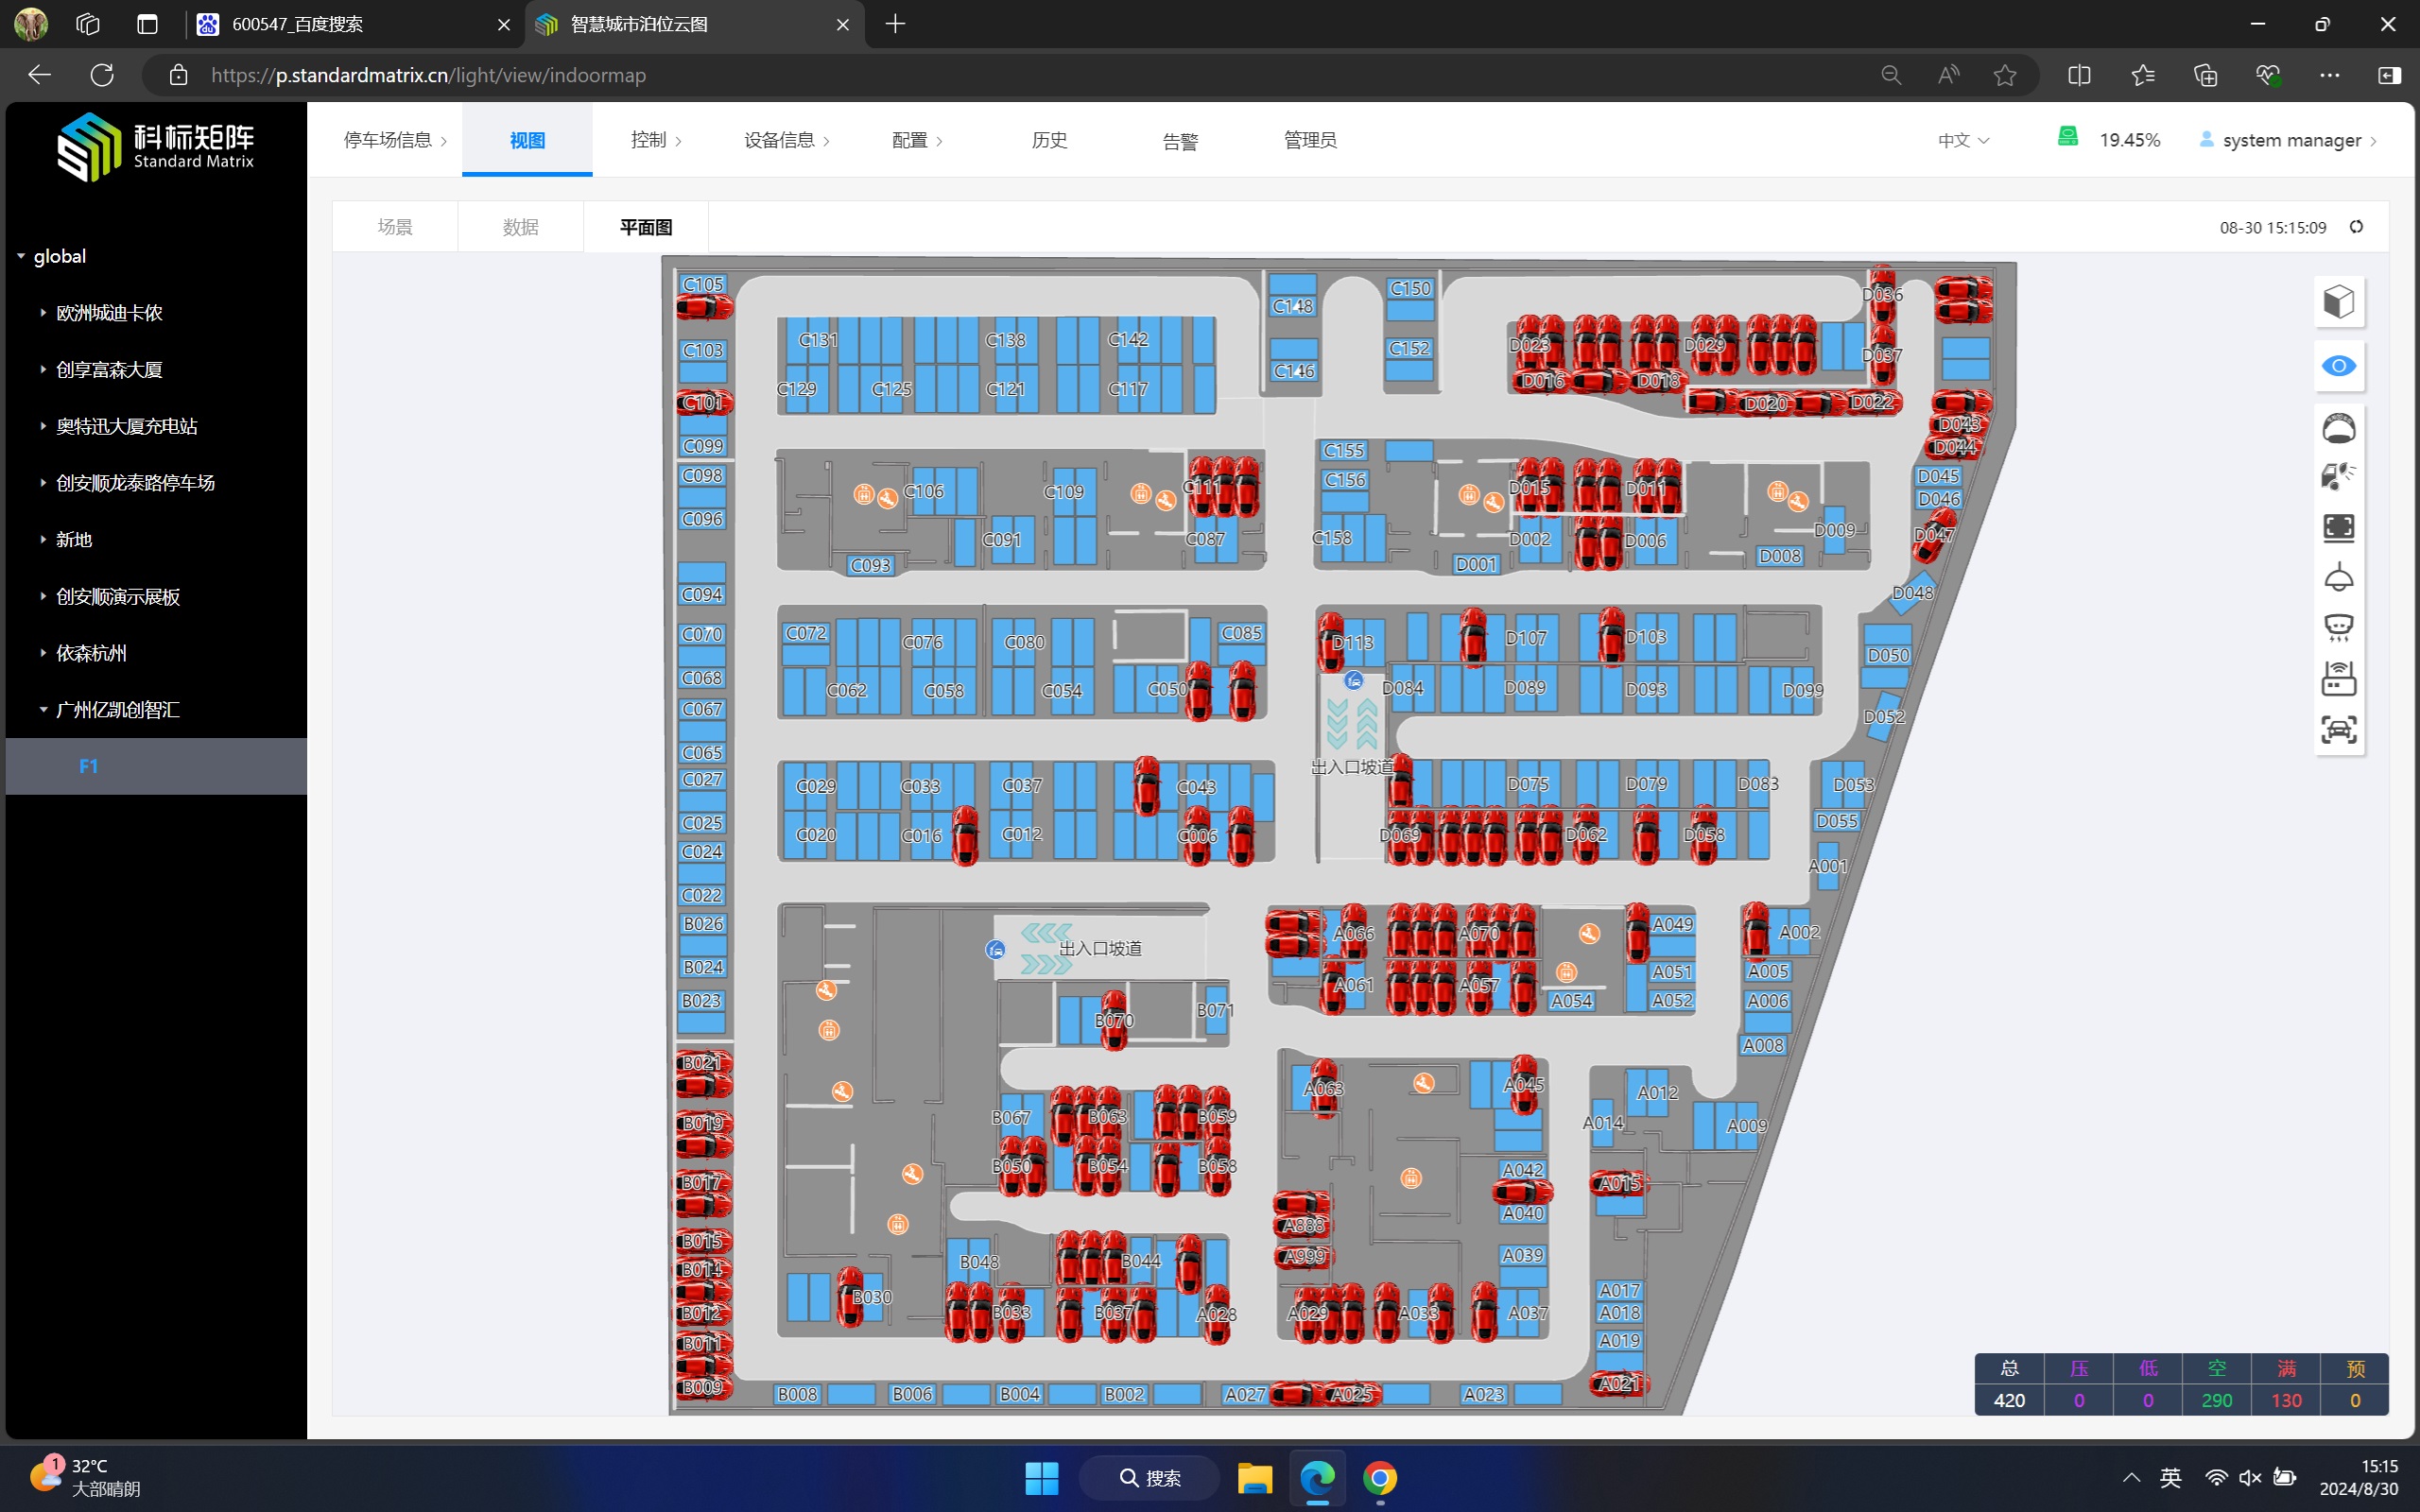 600547_百度搜索
智慧城市泊位云图
https://p.standardmatrix.cn/light/view/indoormap
科标矩阵
Standard Matrix
停车场信息
视图
控制
设备信息
配置
历史
告警
管理员
中文
19.45%
system manager
global
欧洲城迪卡侬
创享富森大厦
奥特迅大厦充电站
创安顺龙泰路停车场
新地
创安顺演示展板
依森杭州
广州亿凯创智汇
F1
场景
数据
平面图
08-30 15:15:09
C105
C148
C150
D036
C103
C131
C138
C142
C146
C152
D023
D029
D037
C129
C125
C121
C117
D016
D018
C101
D020
D022
C099
D043
D044
C098
C106
C109
C111
C155
C156
D015
D011
D045
D046
C096
C091
C087
C158
D002
D006
D009
D047
C093
D001
D008
C094
D048
C070
C072
C076
C080
C085
D113
D107
D103
D050
C068
C062
C058
C054
C050
D084
D089
D093
D099
C067
D052
C065
出入口坡道
C027
C029
C033
C037
C043
D075
D079
D083
D053
C025
C020
C016
C012
C006
D069
D062
D058
D055
C024
A001
C022
B026
出入口坡道
A066
A070
A049
A002
B024
A061
A057
A051
A005
B023
B070
B071
A054
A052
A006
A008
B021
A063
A045
A012
B019
B067
B063
B059
A014
A009
B017
B050
B054
B058
A042
A015
A040
B015
A888
B014
B048
B044
A999
A039
B012
B030
B033
B037
A028
A029
A033
A037
A017
A018
B011
A019
B009
A021
B008
B006
B004
B002
A027
A025
A023
总 压 低 空 满 预
420 0 0 290 130 0
1
32°C
大部晴朗
搜索
英
15:15
2024/8/30